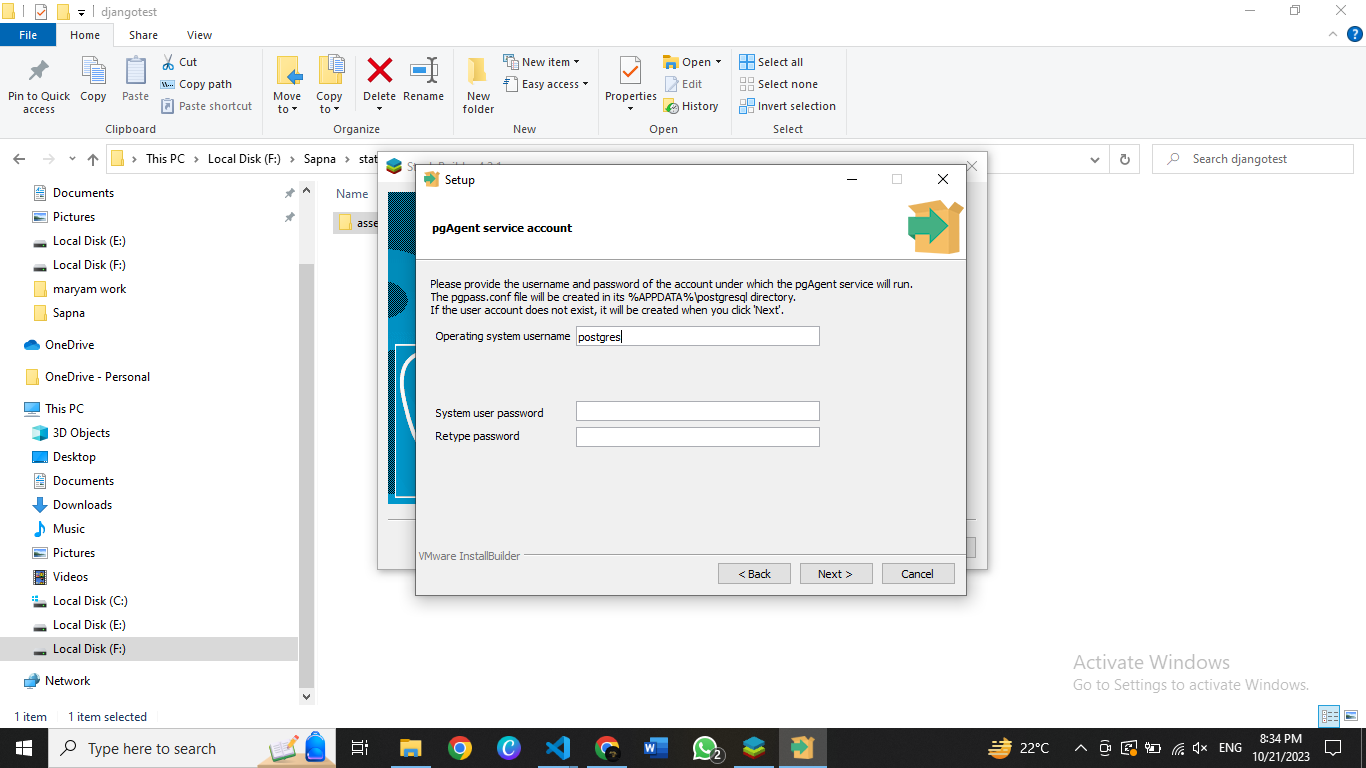 djangotest
File Home Share View
Pin to Quick access
Copy
Paste
Cut
Copy path
Paste shortcut
Clipboard
Move to
Copy to
Delete
Rename
Organize
New folder
New item
Easy access
New
Properties
Open
Edit
History
Open
Select all
Select none
Invert selection
Select
This PC Local Disk (F:) Sapna stat
Search djangotest
Documents
Pictures
Local Disk (E:)
Local Disk (F:)
maryam work
Sapna
OneDrive
OneDrive - Personal
This PC
3D Objects
Desktop
Documents
Downloads
Music
Pictures
Videos
Local Disk (C:)
Local Disk (E:)
Local Disk (F:)
Network
Name
asse
Setup
pgAgent service account
Please provide the username and password of the account under which the pgAgent service will run.
The pgpass.conf file will be created in its %APPDATA%\postgresql directory.
If the user account does not exist, it will be created when you click 'Next'.
Operating system username postgres
System user password
Retype password
VMware InstallBuilder
< Back Next > Cancel
Activate Windows
Go to Settings to activate Windows.
1 item 1 item selected
Type here to search
2
22°C
ENG
8:34 PM
10/21/2023